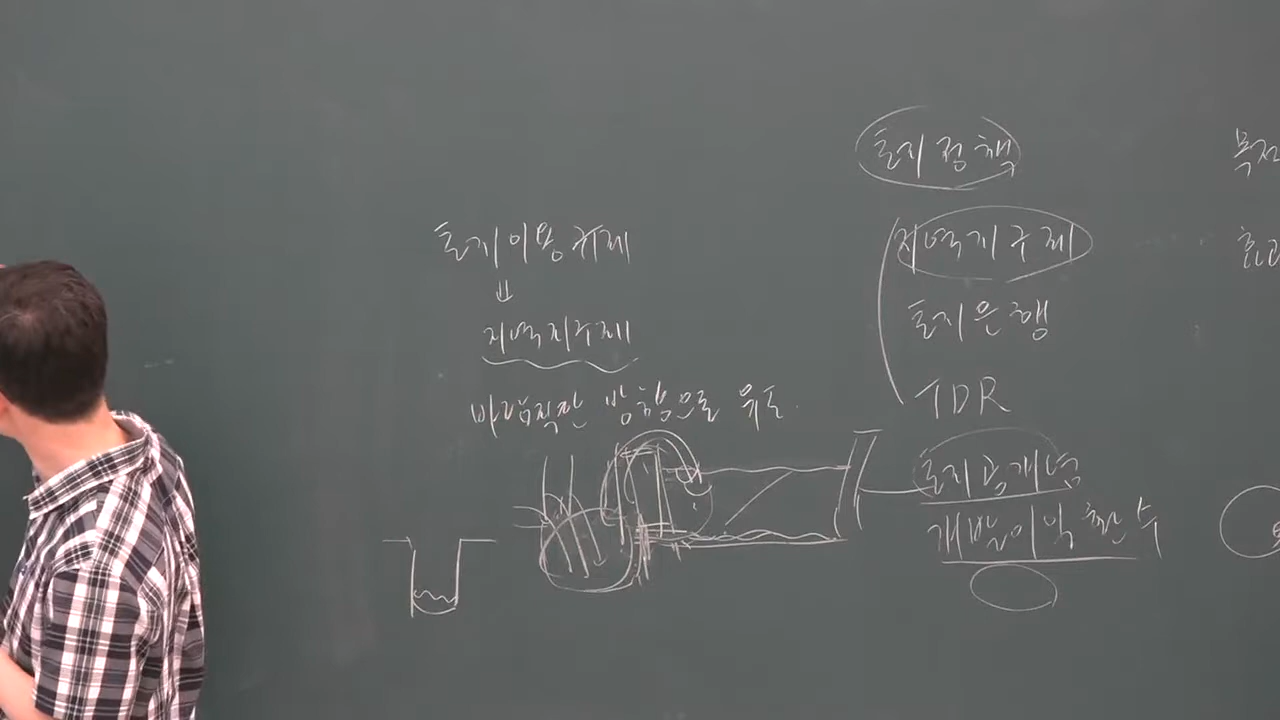 토지이용규제
⇓
지역지구제
바람직한 방향으로 유도.
토지정책
지역지구제
토지은행
TDR
토지공개념
개발이익환수